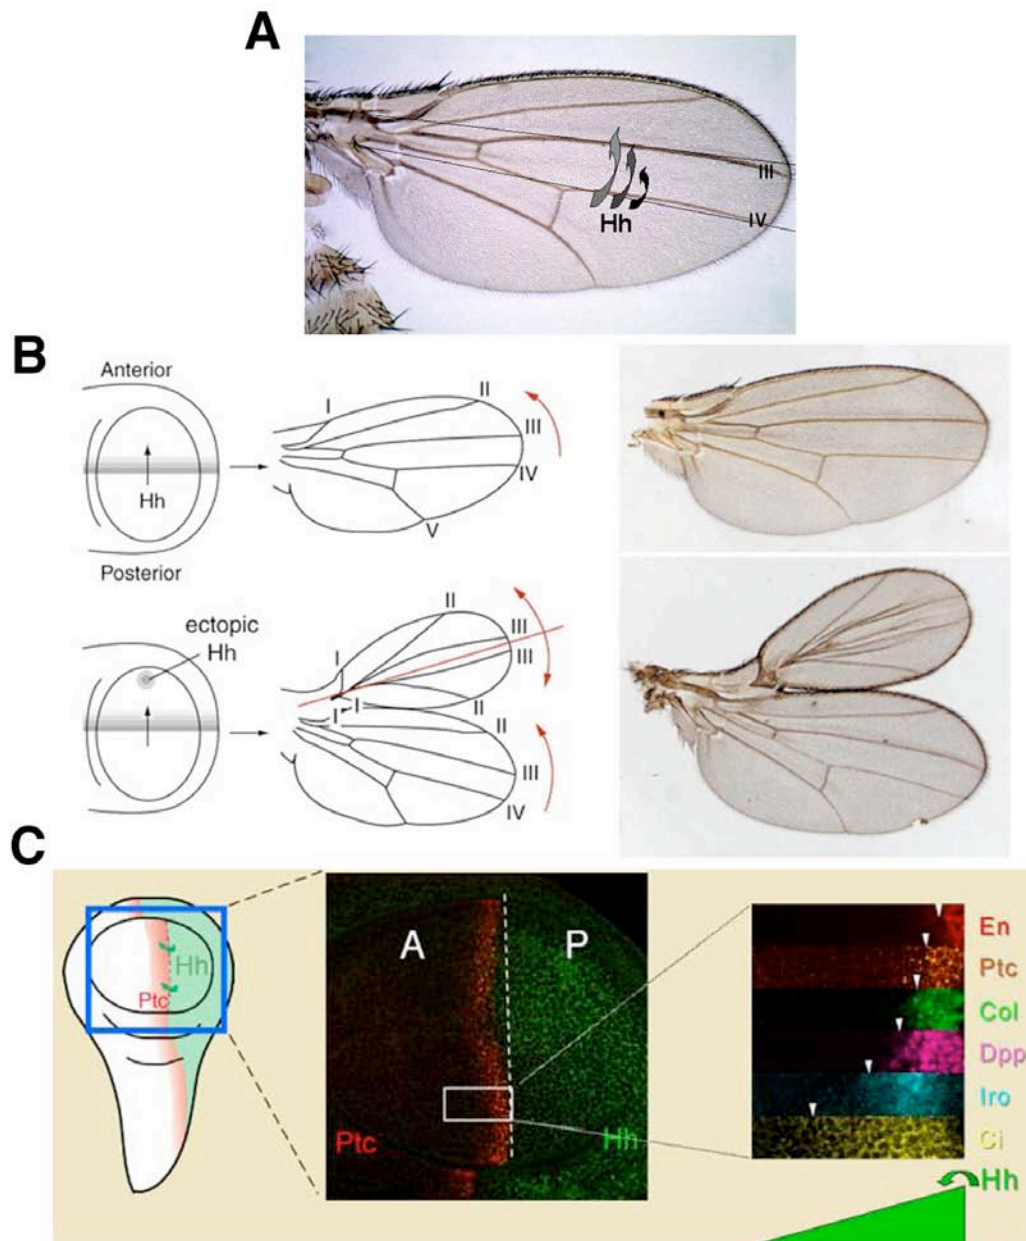 A
III
IV
Hh
B
Anterior
Hh
Posterior
I
II
III
IV
V
ectopic
Hh
I
II
III
III
I
I
II
II
III
IV
C
Hh
Ptc
A
P
Ptc
Hh
En
Ptc
Col
Dpp
Iro
Ci
Hh